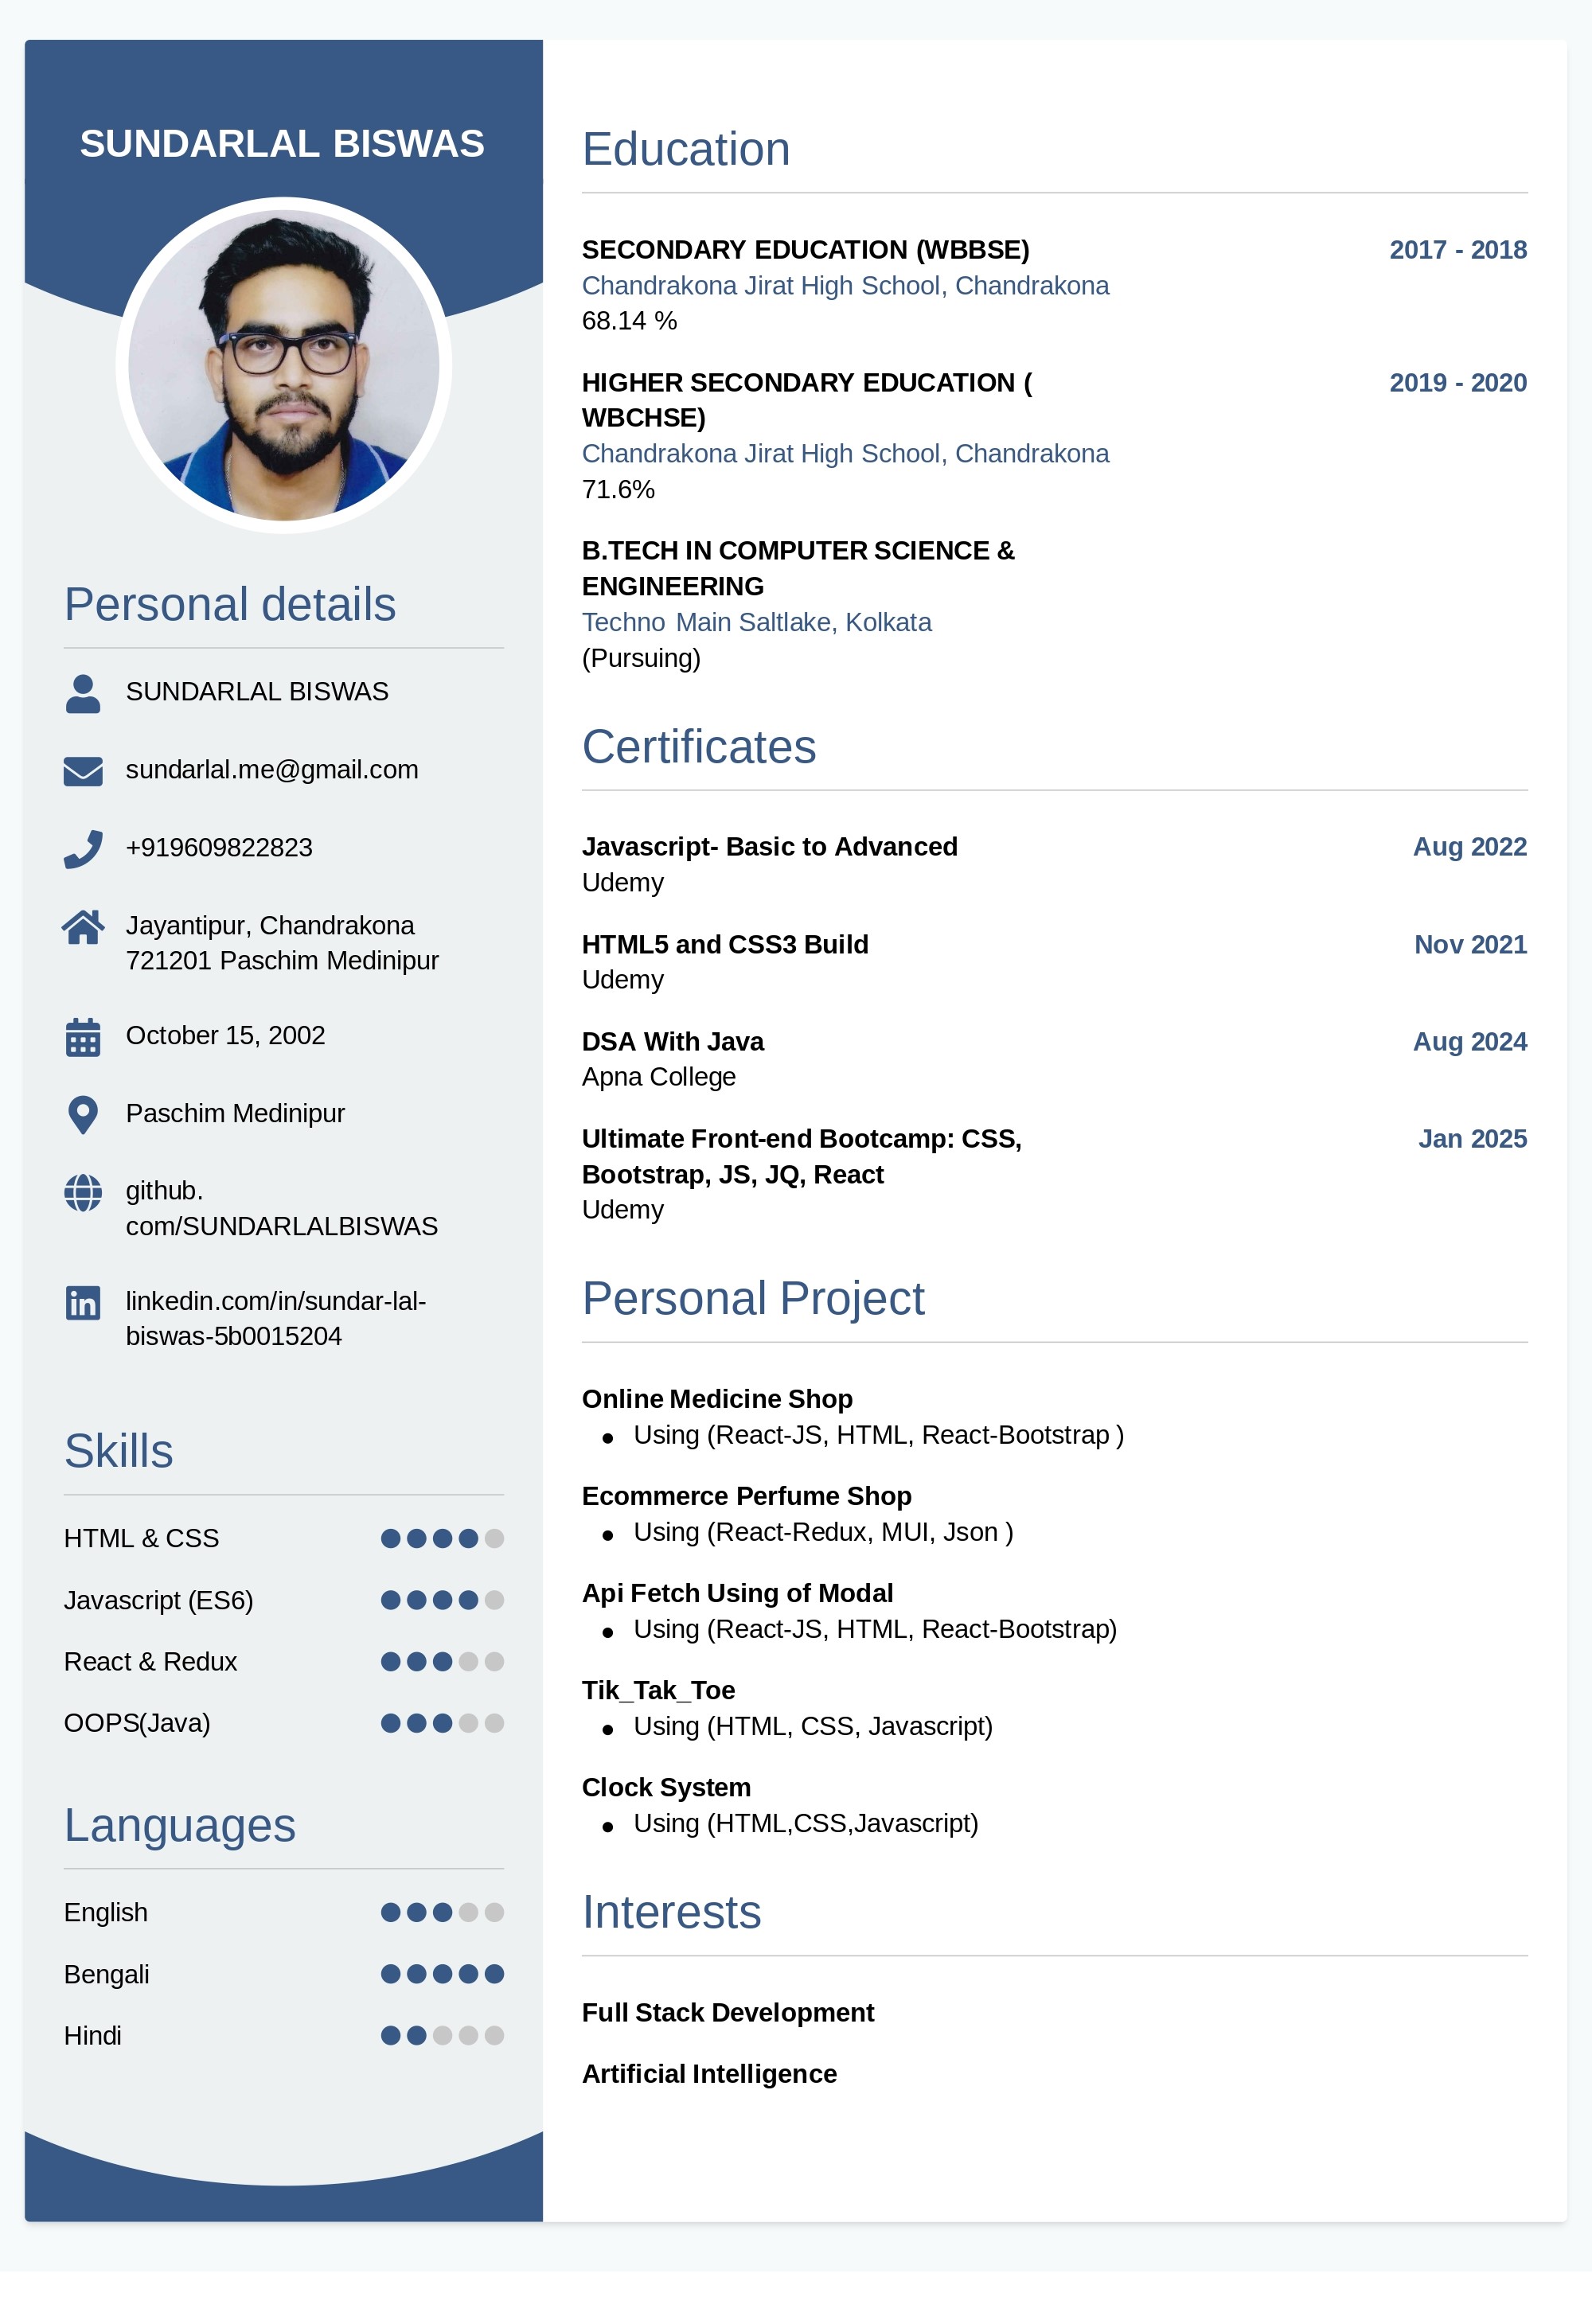 SUNDARLAL BISWAS
Personal details
SUNDARLAL BISWAS
sundarlal.me@gmail.com
+919609822823
Jayantipur, Chandrakona
721201 Paschim Medinipur
October 15, 2002
Paschim Medinipur
github.
com/SUNDARLALBISWAS
linkedin.com/in/sundar-lal-
biswas-5b0015204
Skills
HTML & CSS
Javascript (ES6)
React & Redux
OOPS(Java)
Languages
English
Bengali
Hindi
Education
SECONDARY EDUCATION (WBBSE) 2017 - 2018
Chandrakona Jirat High School, Chandrakona
68.14 %
HIGHER SECONDARY EDUCATION ( 2019 - 2020
WBCHSE)
Chandrakona Jirat High School, Chandrakona
71.6%
B.TECH IN COMPUTER SCIENCE &
ENGINEERING
Techno Main Saltlake, Kolkata
(Pursuing)
Certificates
Javascript- Basic to Advanced Aug 2022
Udemy
HTML5 and CSS3 Build Nov 2021
Udemy
DSA With Java Aug 2024
Apna College
Ultimate Front-end Bootcamp: CSS, Jan 2025
Bootstrap, JS, JQ, React
Udemy
Personal Project
Online Medicine Shop
• Using (React-JS, HTML, React-Bootstrap )
Ecommerce Perfume Shop
• Using (React-Redux, MUI, Json )
Api Fetch Using of Modal
• Using (React-JS, HTML, React-Bootstrap)
Tik_Tak_Toe
• Using (HTML, CSS, Javascript)
Clock System
• Using (HTML,CSS,Javascript)
Interests
Full Stack Development
Artificial Intelligence